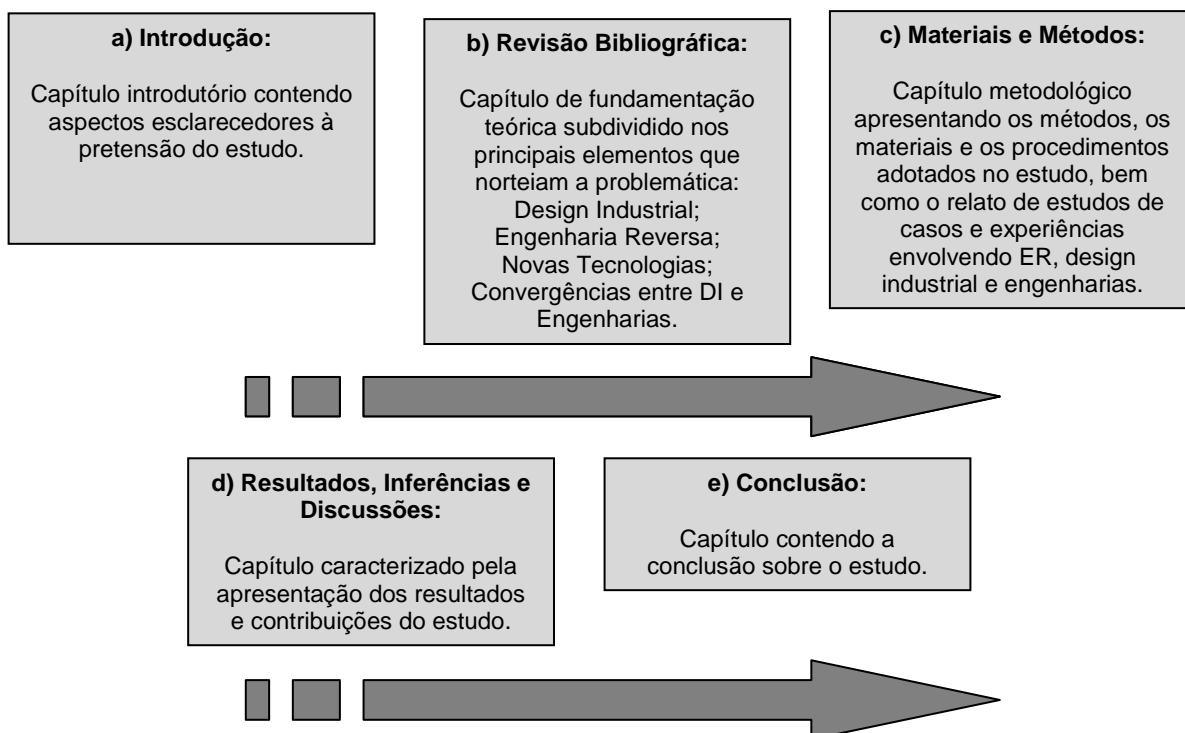 a) Introdução:
Capítulo introdutório contendo
aspectos esclarecedores à
pretensão do estudo.
b) Revisão Bibliográfica:
Capítulo de fundamentação
teórica subdividido nos
principais elementos que
norteiam a problemática:
Design Industrial;
Engenharia Reversa;
Novas Tecnologias;
Convergências entre DI e
Engenharias.
c) Materiais e Métodos:
Capítulo metodológico
apresentando os métodos, os
materiais e os procedimentos
adotados no estudo, bem
como o relato de estudos de
casos e experiências
envolvendo ER, design
industrial e engenharias.
d) Resultados, Inferências e
Discussões:
Capítulo caracterizado pela
apresentação dos resultados
e contribuições do estudo.
e) Conclusão:
Capítulo contendo a
conclusão sobre o estudo.